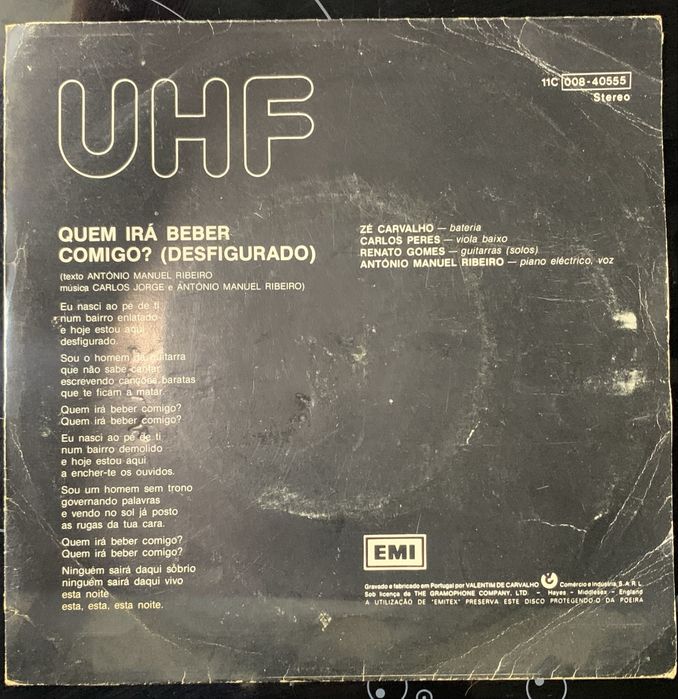 UHF
11C 008-40555
Stereo
QUEM IRÁ BEBER
COMIGO? (DESFIGURADO)
(texto ANTÓNIO MANUEL RIBEIRO
música CARLOS JORGE e ANTÓNIO MANUEL RIBEIRO)
Eu nasci ao pé de ti
num bairro enlatado
e hoje estou aqui
desfigurado.
Sou o homem da guitarra
que não sabe cantar
escrevendo canções baratas
que te ficam a matar.
Quem irá beber comigo?
Quem irá beber comigo?
Eu nasci ao pé de ti
num bairro demolido
e hoje estou aqui
a encher-te os ouvidos.
Sou um homem sem trono
governando palavras
e vendo no sol já posto
as rugas da tua cara.
Quem irá beber comigo?
Quem irá beber comigo?
Ninguém sairá daqui sóbrio
ninguém sairá daqui vivo
esta noite
esta, esta, esta noite.
ZÉ CARVALHO — bateria
CARLOS PERES — viola baixo
RENATO GOMES — guitarras (solos)
ANTÓNIO MANUEL RIBEIRO — piano eléctrico, voz
EMI
Gravado e fabricado em Portugal por VALENTIM DE CARVALHO Comércio e Indústria, S.A.R.L.
Sob licença de THE GRAMOPHONE COMPANY, LTD. - Hayes - Middlesex - England
A UTILIZAÇÃO DE "EMITEX" PRESERVA ESTE DISCO PROTEGENDO-O DA POEIRA